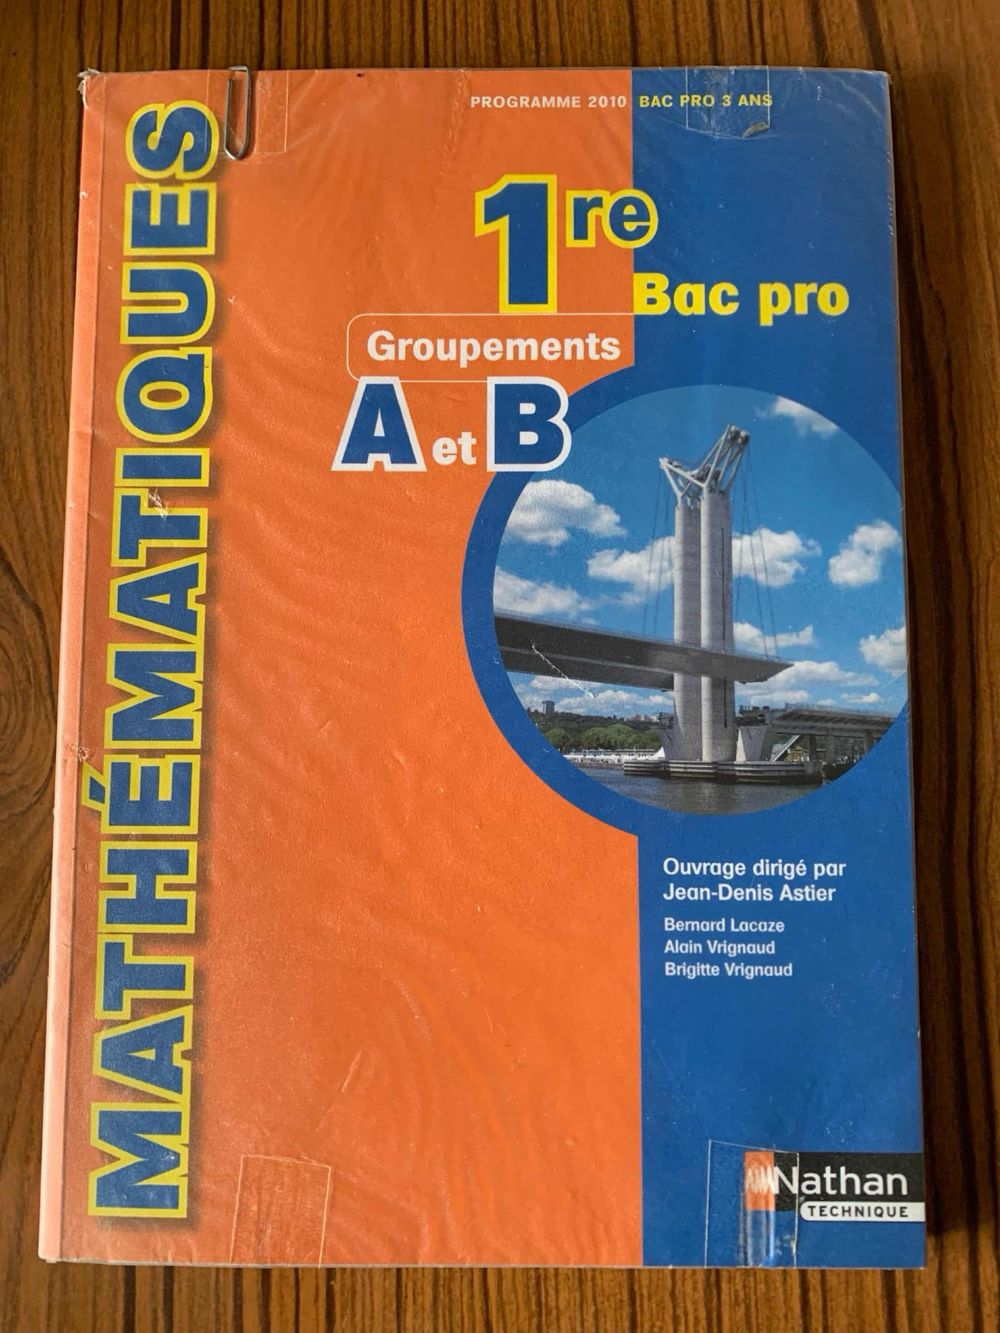 MATHÉMATIQUES
PROGRAMME 2010 BAC PRO 3 ANS
1re
Bac pro
Groupements
A et B
Ouvrage dirigé par
Jean-Denis Astier
Bernard Lacaze
Alain Vrignaud
Brigitte Vrignaud
Nathan
TECHNIQUE